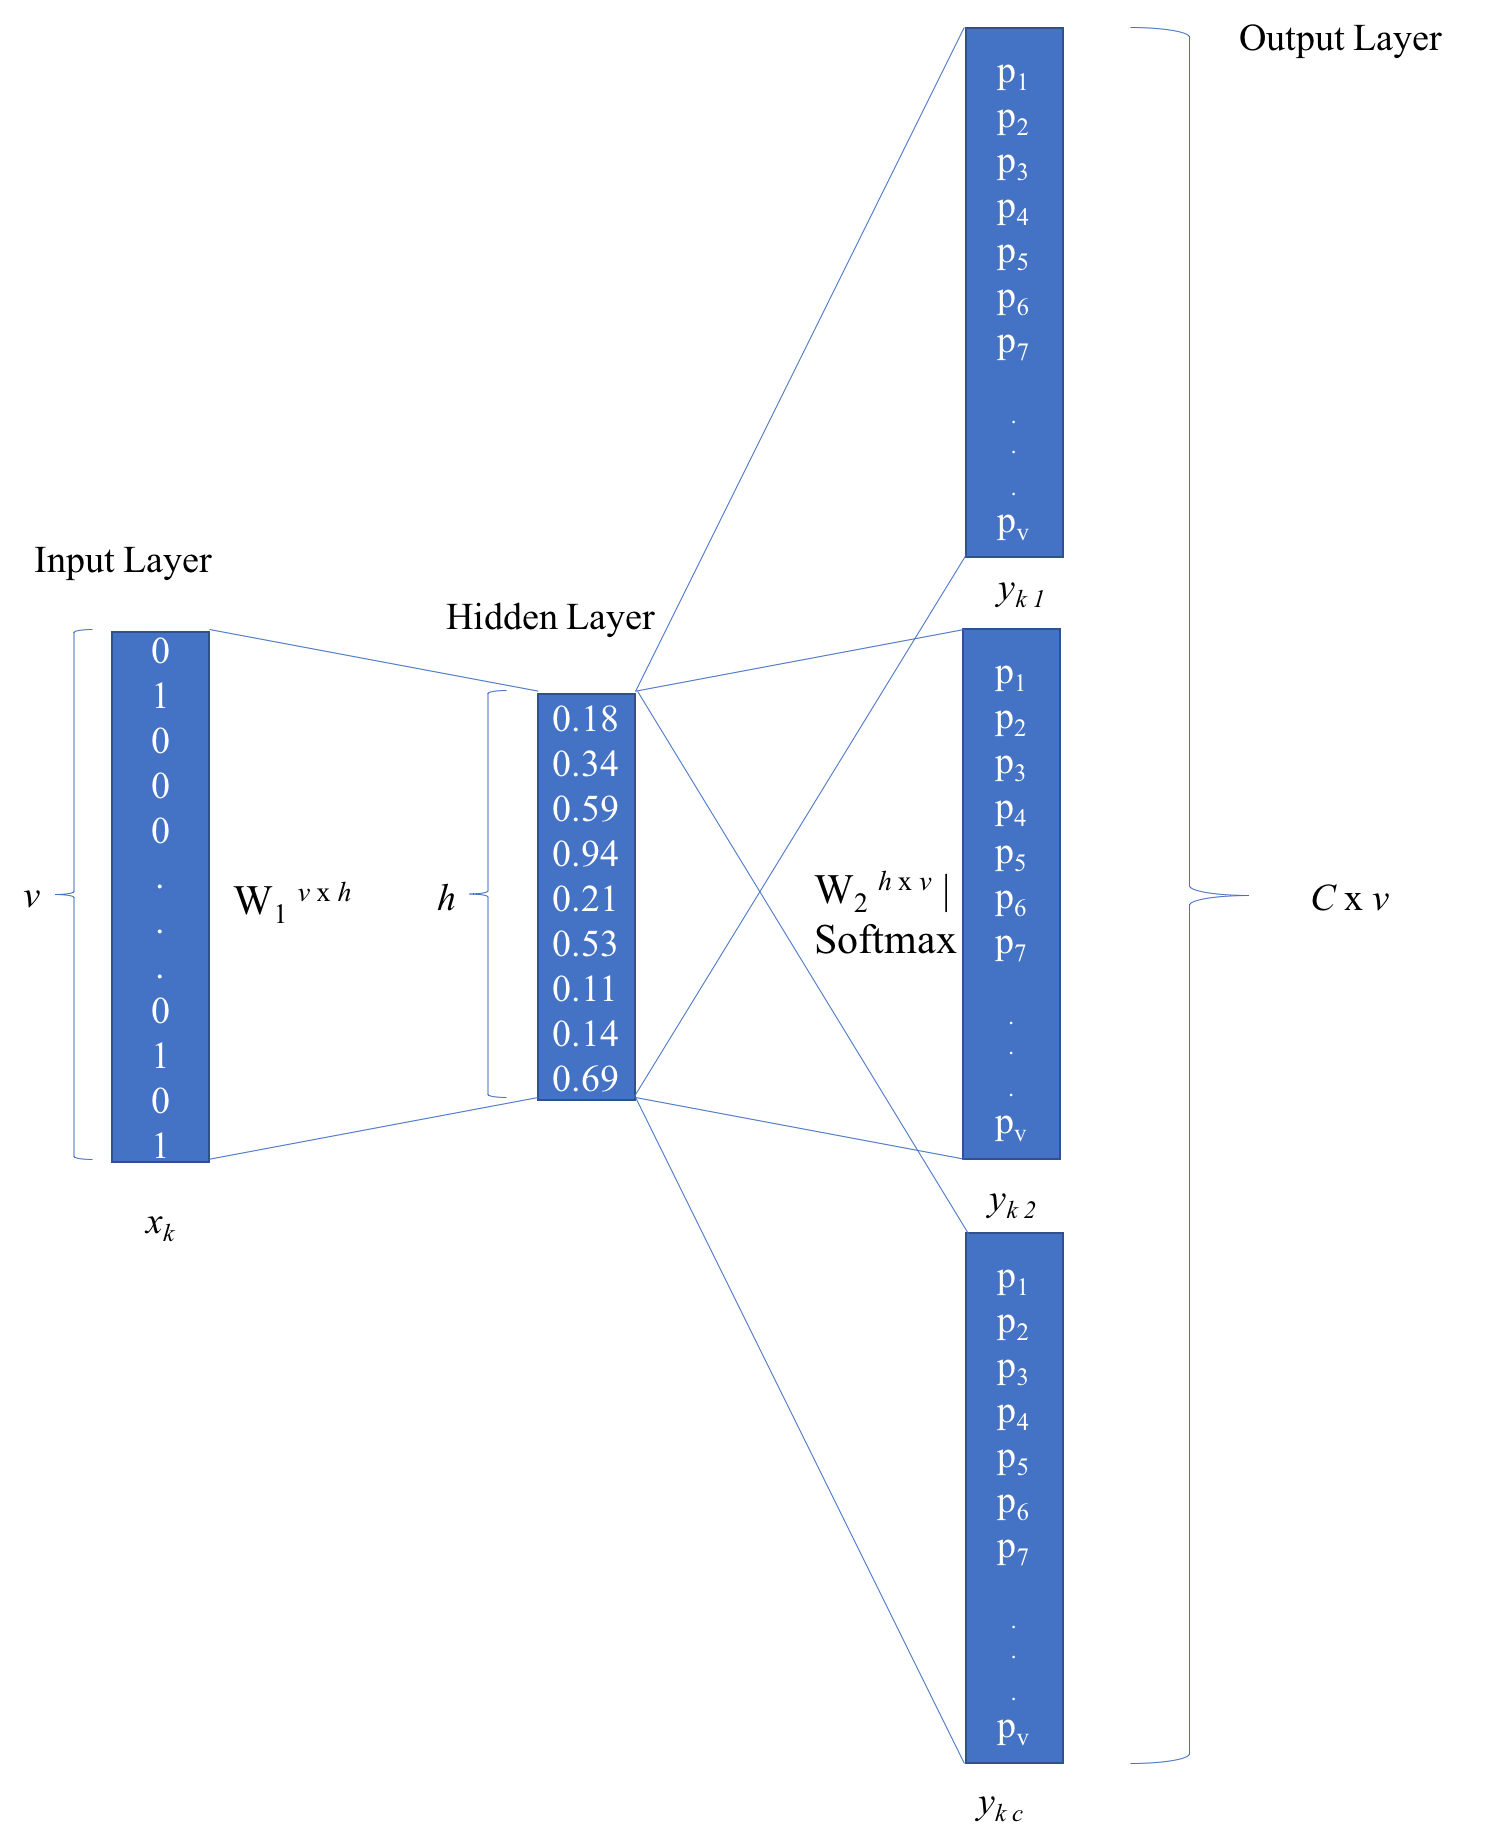 Input Layer
v
0
1
0
0
0
.
.
.
0
1
0
1
x_k
W_1 ^{v x h}
Hidden Layer
h
0.18
0.34
0.59
0.94
0.21
0.53
0.11
0.14
0.69
W_2 ^{h x v} |
Softmax
Output Layer
p_1
p_2
p_3
p_4
p_5
p_6
p_7
.
.
.
p_v
y_{k 1}
p_1
p_2
p_3
p_4
p_5
p_6
p_7
.
.
.
p_v
y_{k 2}
p_1
p_2
p_3
p_4
p_5
p_6
p_7
.
.
.
p_v
y_{k c}
C x v